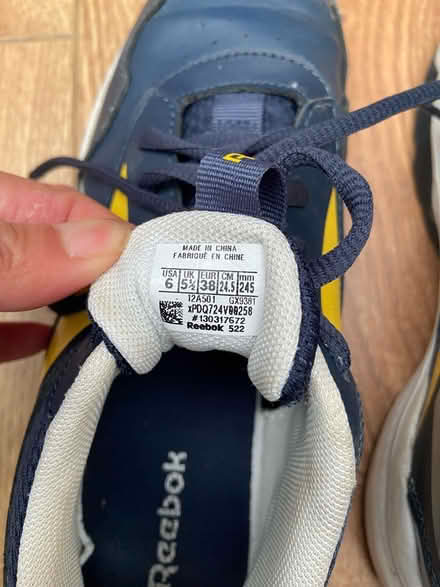 MADE IN CHINA
FABRIQUÉ EN CHINE
USA UK EUR CM mm
6 5½ 38 24.5 245
12A501 GX9381
xPDQ724V00258
#130317672
Reebok 522
Reebok